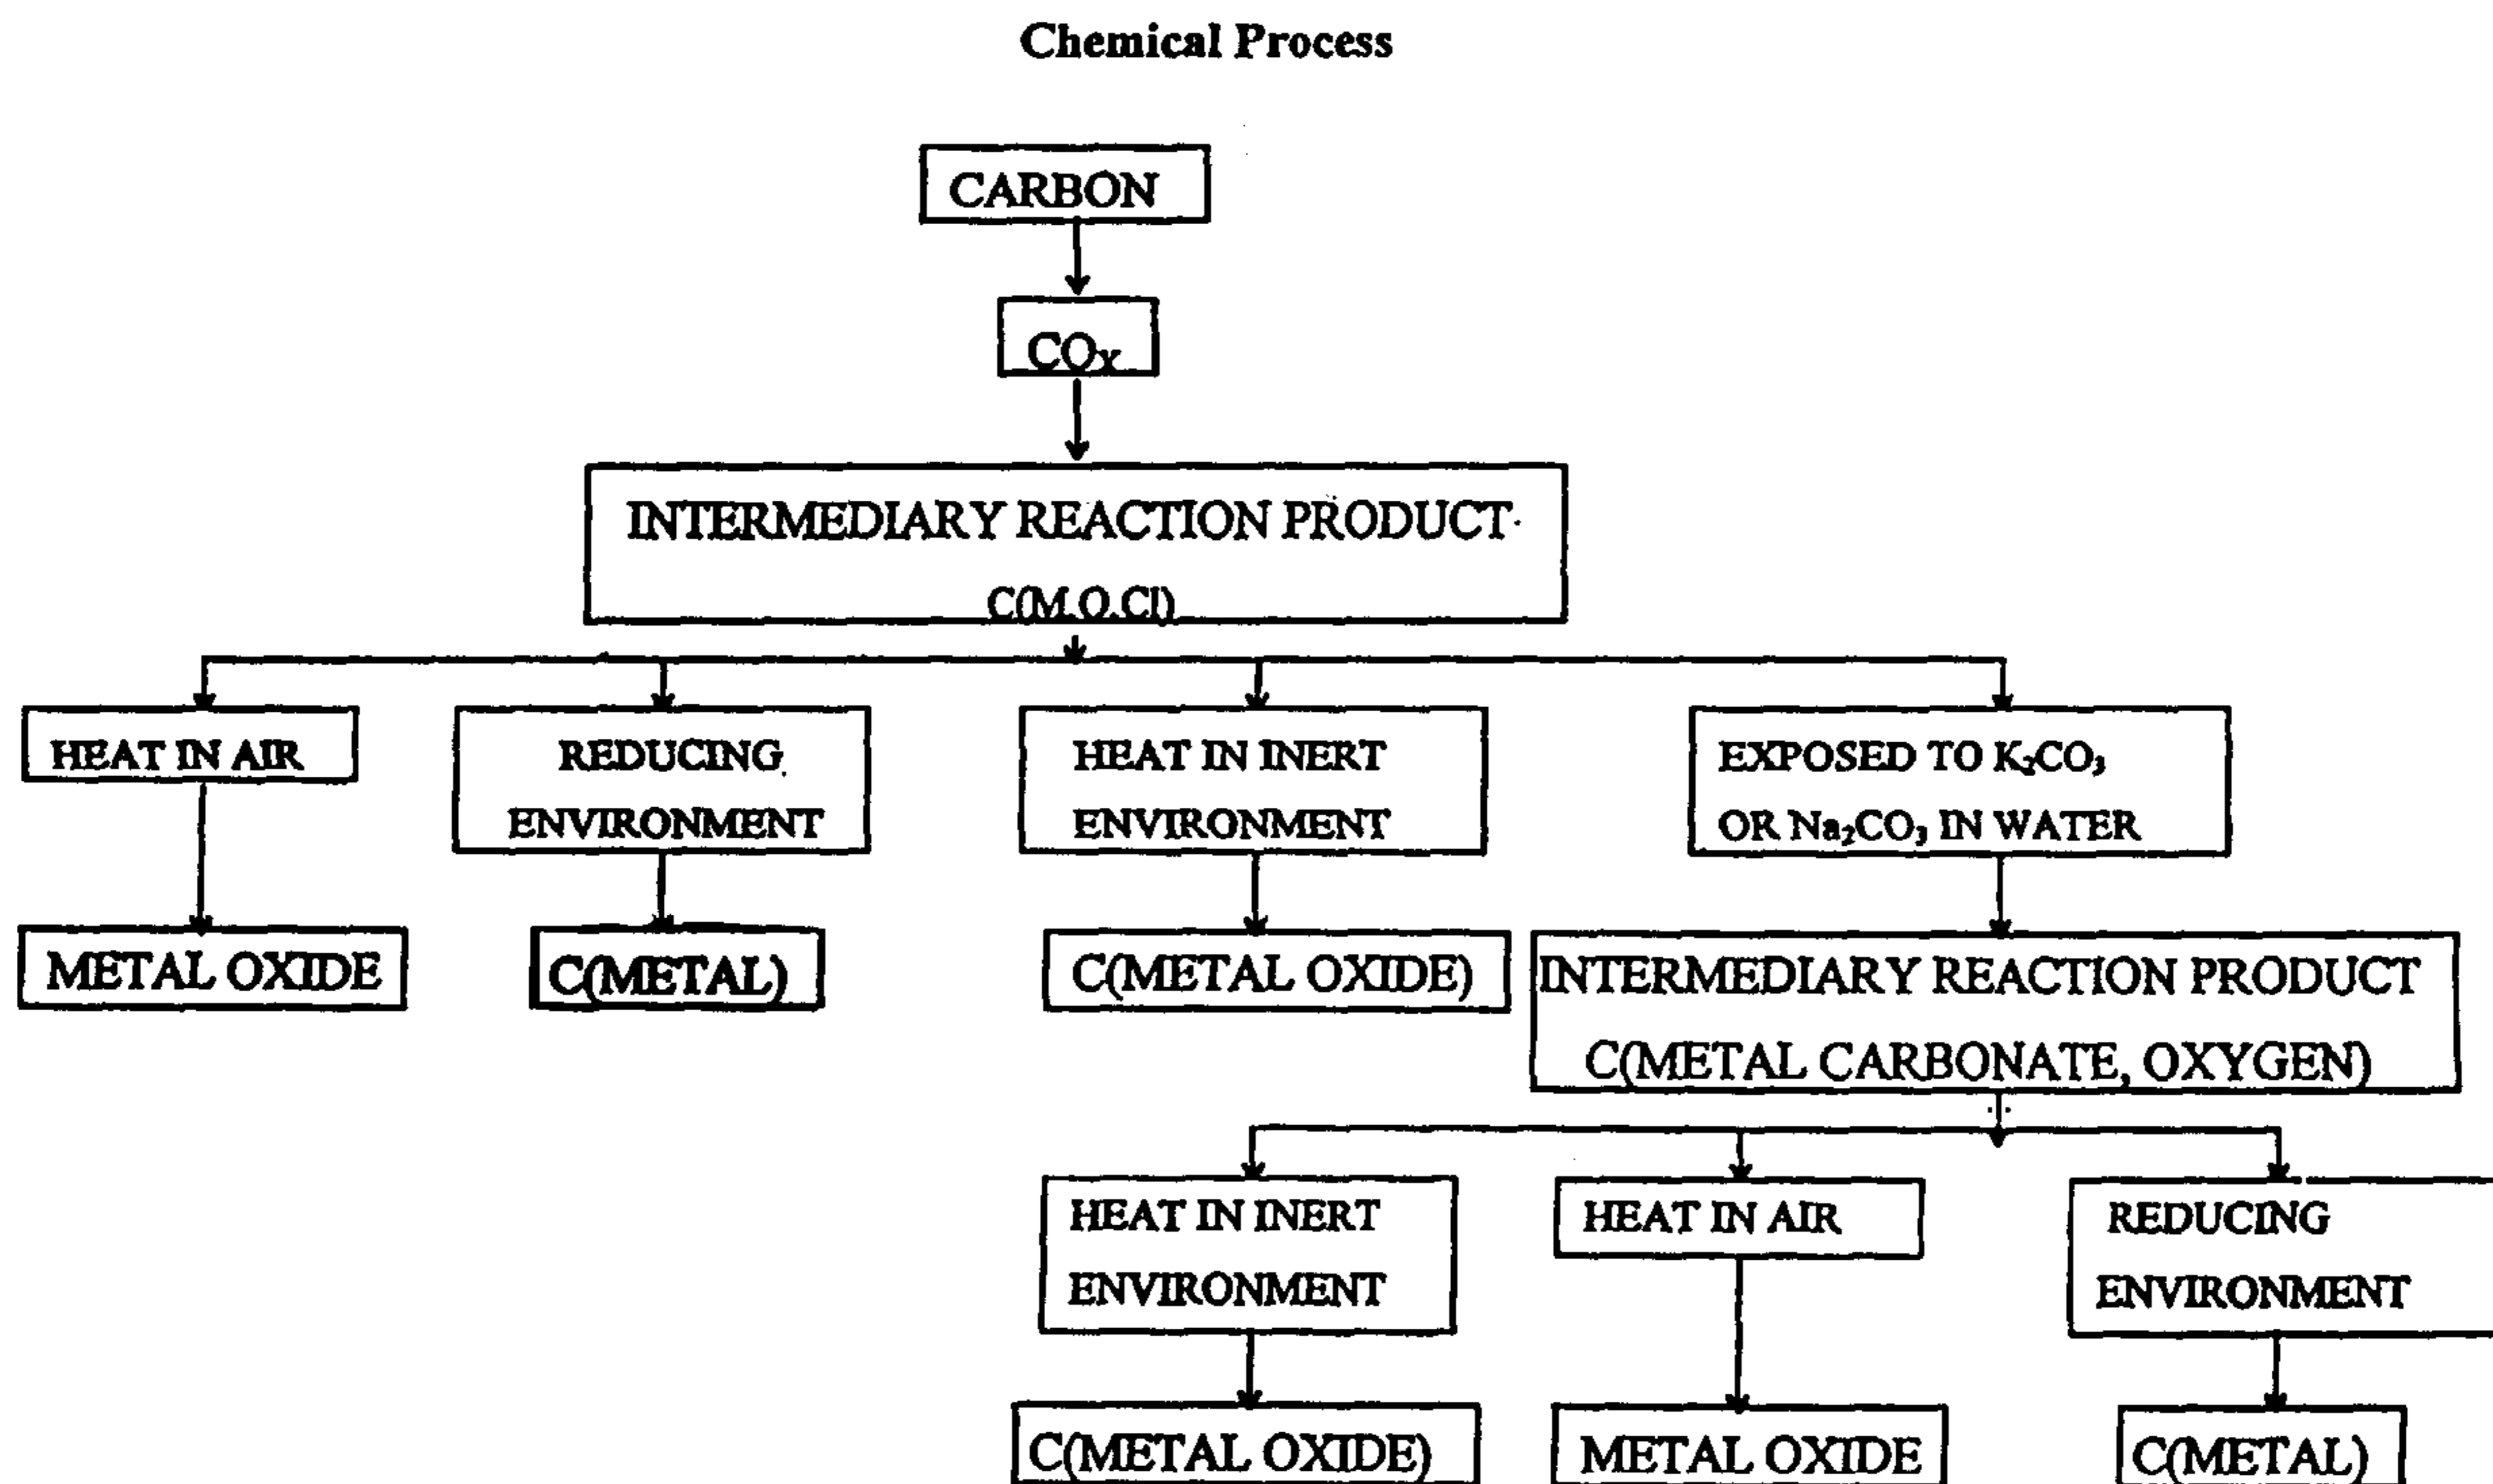 Chemical Process
CARBON
COx
INTERMEDIARY REACTION PRODUCT
C(M.O.Cl)
HEAT IN AIR
REDUCING
ENVIRONMENT
HEAT IN INERT
ENVIRONMENT
EXPOSED TO K₂CO₃
OR Na₂CO₃ IN WATER
METAL OXIDE
C(METAL)
C(METAL OXIDE)
INTERMEDIARY REACTION PRODUCT
C(METAL CARBONATE, OXYGEN)
HEAT IN INERT
ENVIRONMENT
HEAT IN AIR
REDUCING
ENVIRONMENT
C(METAL OXIDE)
METAL OXIDE
C(METAL)